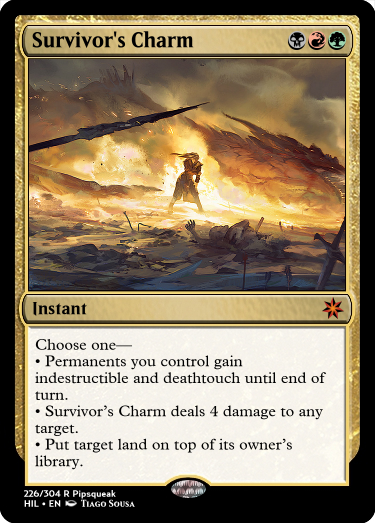 Survivor's Charm
Instant
Choose one—
• Permanents you control gain
indestructible and deathtouch until end of
turn.
• Survivor's Charm deals 4 damage to any
target.
• Put target land on top of its owner's
library.
226/304 R Pipsqueak
HIL • EN Tiago Sousa